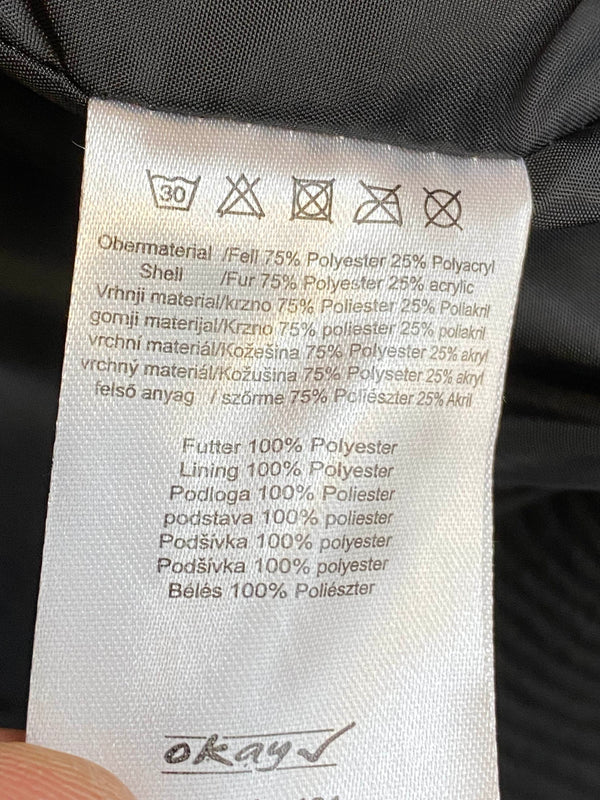 30
Obermaterial /Fell 75% Polyester 25% Polyacryl
Shell /Fur 75% Polyester 25% acrylic
Vrhnji material/krzno 75% Poliester 25% Poliakril
gornji materijal/Krzno 75% poliester 25% poliakril
vrchní materiál/Kožešina 75% Polyester 25% akryl
vrchný materiál/Kožušina 75% Polyseter 25% akryl
felső anyag / szőrme 75% Poliészter 25% Akril
Futter 100% Polyester
Lining 100% Polyester
Podloga 100% Poliester
podstava 100% poliester
Podšívka 100% polyester
Podšívka 100% polyester
Bélés 100% Poliészter
okay